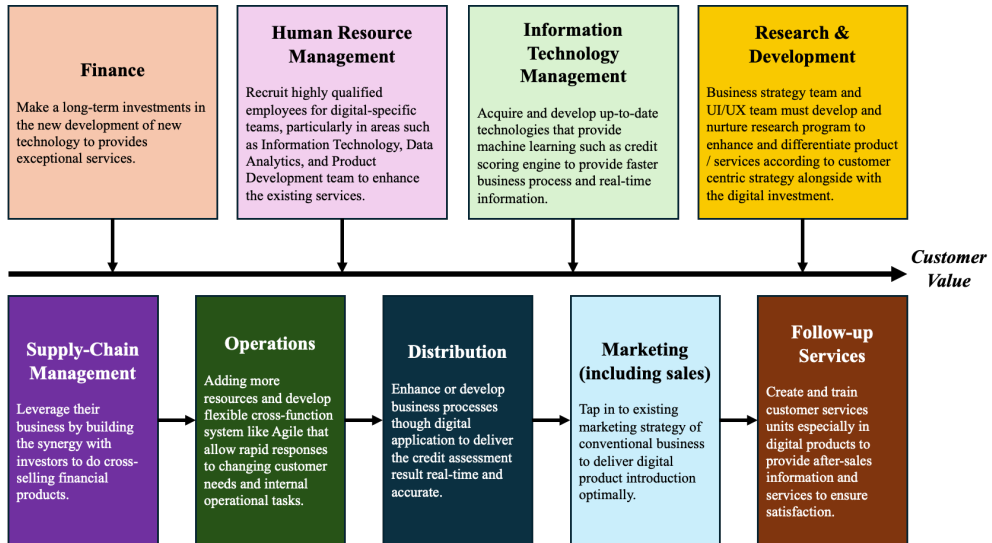 Finance
Make a long-term investments in
the new development of new
technology to provides
exceptional services.
Human Resource
Management
Recruit highly qualified
employees for digital-specific
teams, particularly in areas such
as Information Technology, Data
Analytics, and Product
Development team to enhance
the existing services.
Information
Technology
Management
Acquire and develop up-to-date
technologies that provide
machine learning such as credit
scoring engine to provide faster
business process and real-time
information.
Research &
Development
Business strategy team and
UI/UX team must develop and
nurture research program to
enhance and differentiate product
/ services according to customer
centric strategy alongside with
the digital investment.
Customer
Value
Supply-Chain
Management
Leverage their
business by building
the synergy with
investors to do cross-
selling financial
products.
Operations
Adding more
resources and develop
flexible cross-function
system like Agile that
allow rapid responses
to changing customer
needs and internal
operational tasks.
Distribution
Enhance or develop
business processes
though digital
application to deliver
the credit assessment
result real-time and
accurate.
Marketing
(including sales)
Tap in to existing
marketing strategy of
conventional business
to deliver digital
product introduction
optimally.
Follow-up
Services
Create and train
customer services
units especially in
digital products to
provide after-sales
information and
services to ensure
satisfaction.